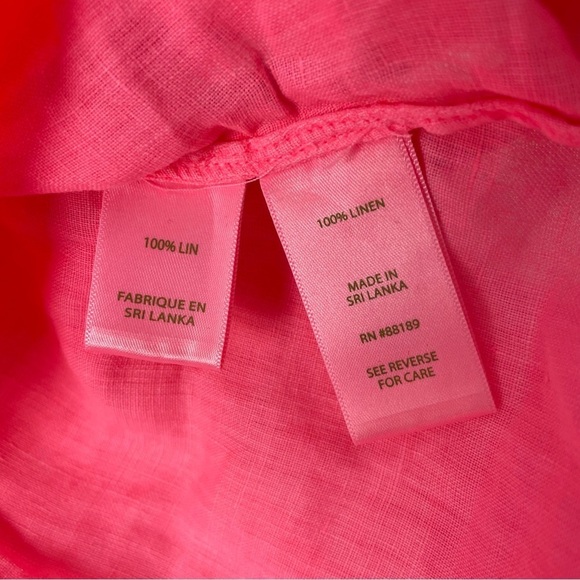 100% LIN
FABRIQUE EN
SRI LANKA
100% LINEN
MADE IN
SRI LANKA
RN #88189
SEE REVERSE
FOR CARE